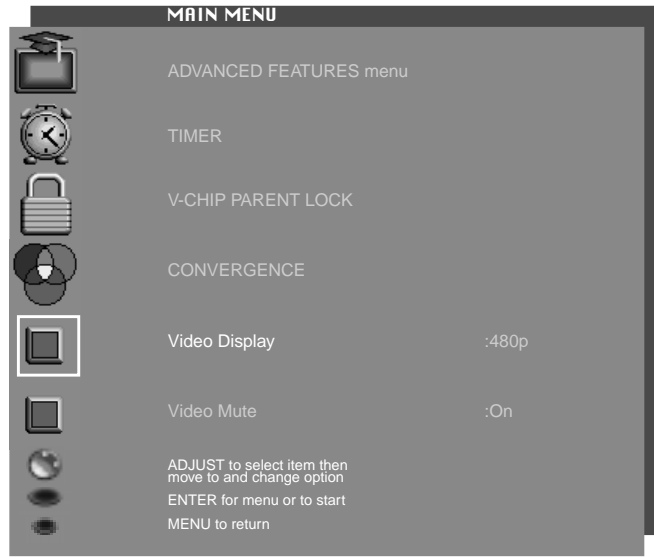 MAIN MENU
ADVANCED FEATURES menu
TIMER
V-CHIP PARENT LOCK
CONVERGENCE
Video Display :480p
Video Mute :On
ADJUST to select item then
move to and change option
ENTER for menu or to start
MENU to return